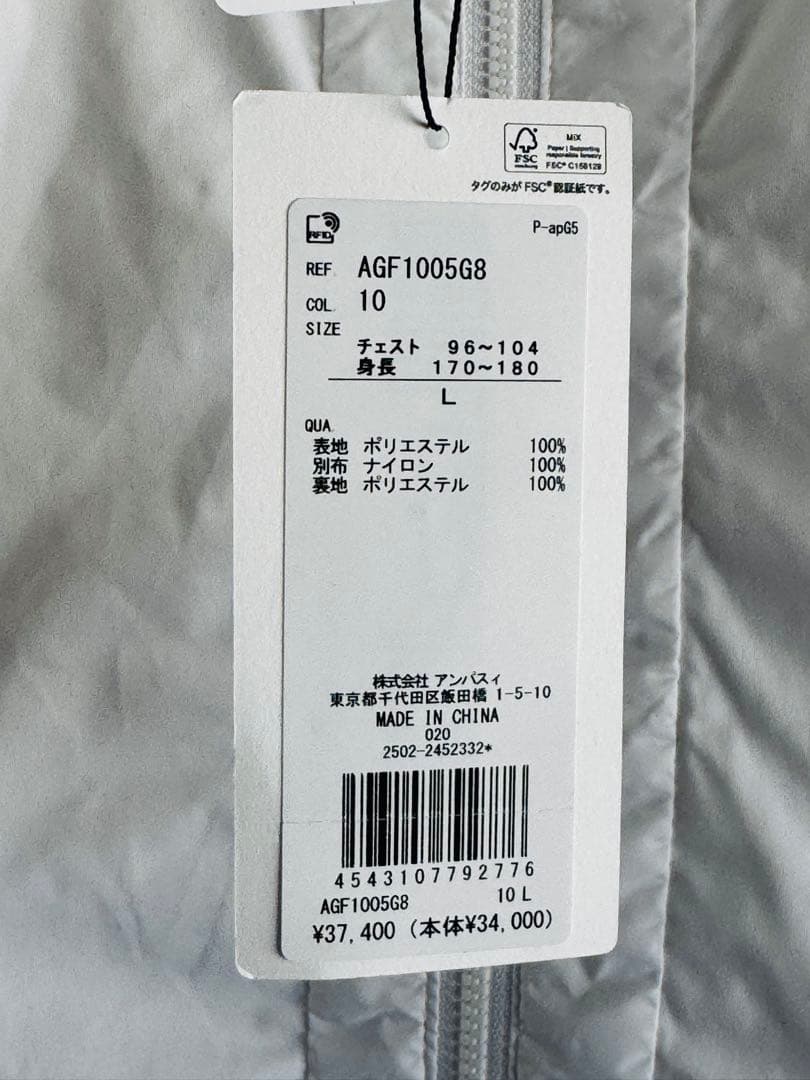 FSC
MIX
Paper | Supporting
responsible forestry
FSC® C158129
タグのみが FSC® 認証紙です。
RFID
P-apG5
REF. AGF1005G8
COL. 10
SIZE
チェスト 96～104
身長 170～180
L
QUA.
表地 ポリエステル 100%
別布 ナイロン 100%
裏地 ポリエステル 100%
株式会社 アンパスィ
東京都千代田区飯田橋 1-5-10
MADE IN CHINA
020
2502-2452332*
4543107792776
AGF1005G8 10 L
¥37,400 (本体¥34,000)